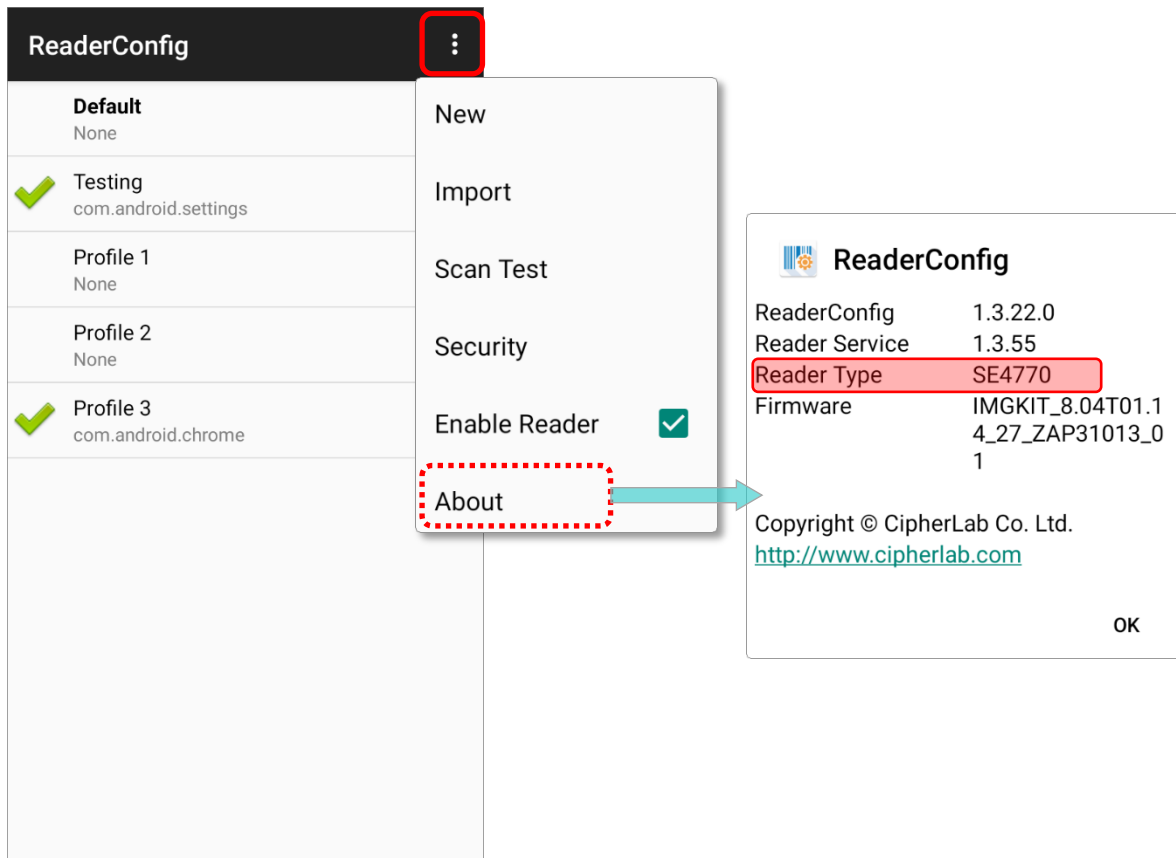 ReaderConfig
Default
None
Testing
com.android.settings
Profile 1
None
Profile 2
None
Profile 3
com.android.chrome
New
Import
Scan Test
Security
Enable Reader
About
ReaderConfig
ReaderConfig 1.3.22.0
Reader Service 1.3.55
Reader Type SE4770
Firmware IMGKIT_8.04T01.1
4_27_ZAP31013_0
1
Copyright © CipherLab Co. Ltd.
http://www.cipherlab.com
OK